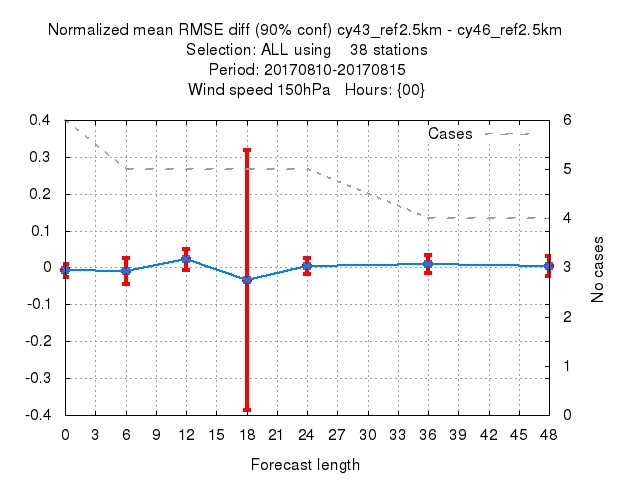 Normalized mean RMSE diff (90% conf) cy43_ref2.5km - cy46_ref2.5km
Selection: ALL using 38 stations
Period: 20170810-20170815
Wind speed 150hPa Hours: {00}
Cases
0.4
0.3
0.2
0.1
0
-0.1
-0.2
-0.3
-0.4
6
5
4
3
2
1
0
No cases
0 3 6 9 12 15 18 21 24 27 30 33 36 39 42 45 48
Forecast length